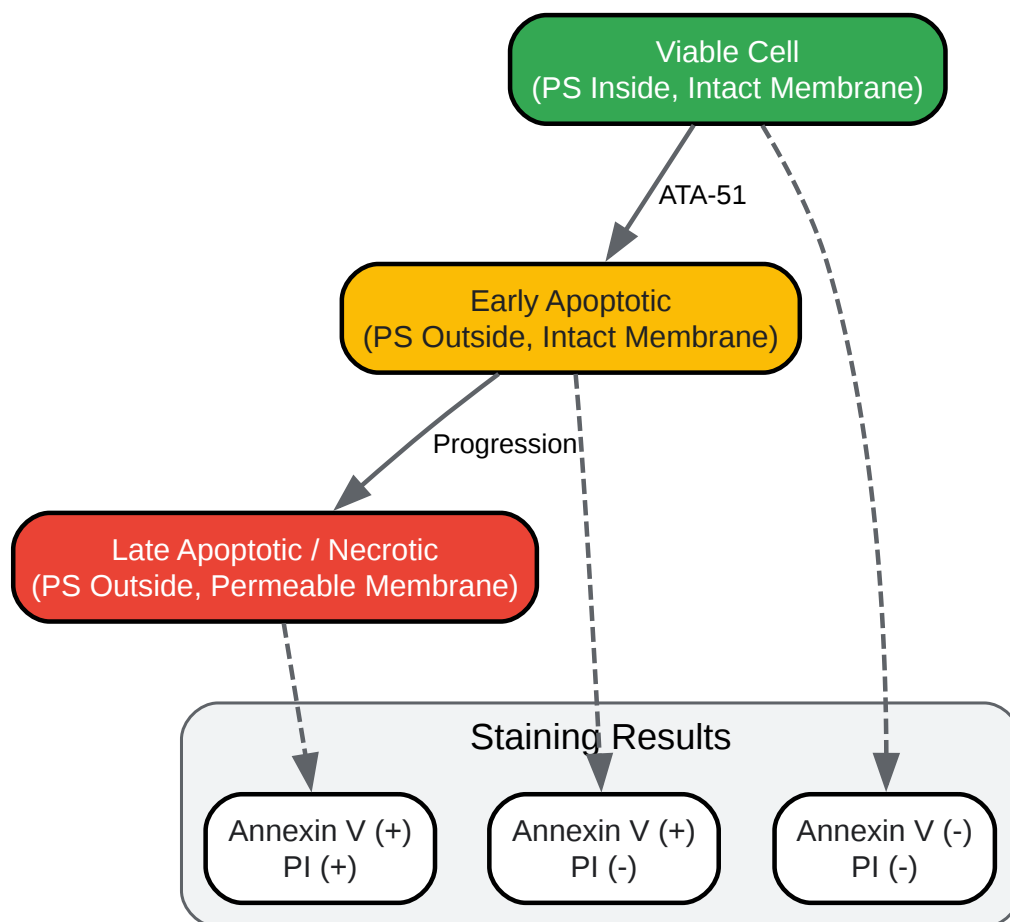 Viable Cell
(PS Inside, Intact Membrane)
ATA-51
Early Apoptotic
(PS Outside, Intact Membrane)
Progression
Late Apoptotic / Necrotic
(PS Outside, Permeable Membrane)
Staining Results
Annexin V (+)
PI (+)
Annexin V (+)
PI (-)
Annexin V (-)
PI (-)